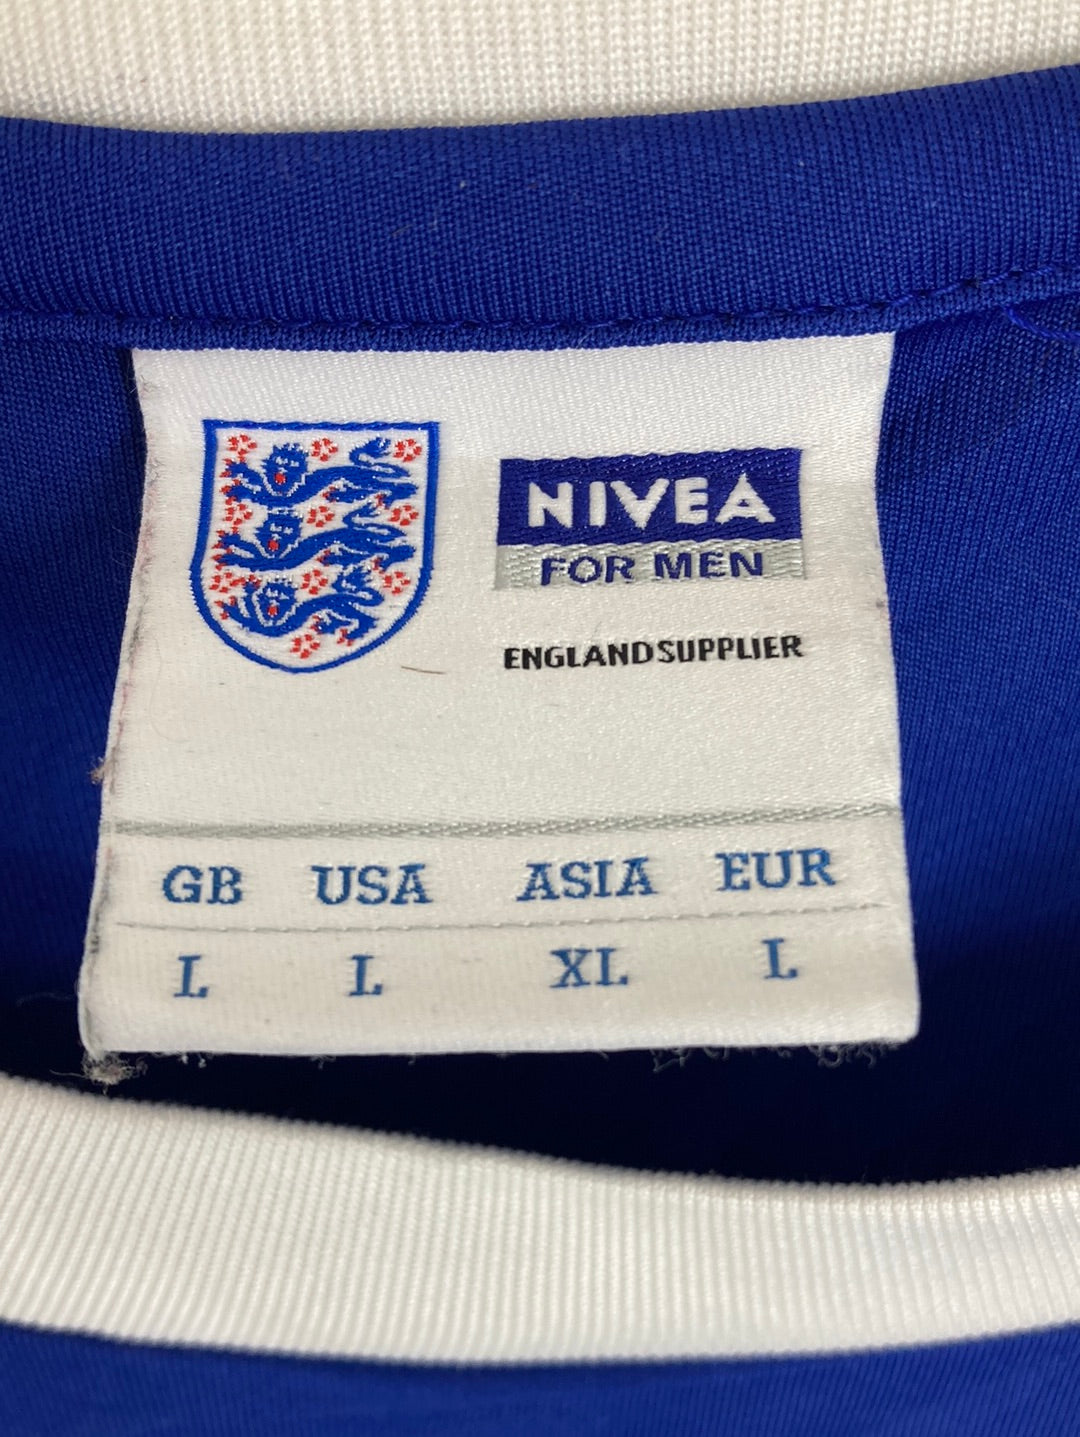 NIVEA
FOR MEN
ENGLANDSUPPLIER
GB USA ASIA EUR
L L XL L